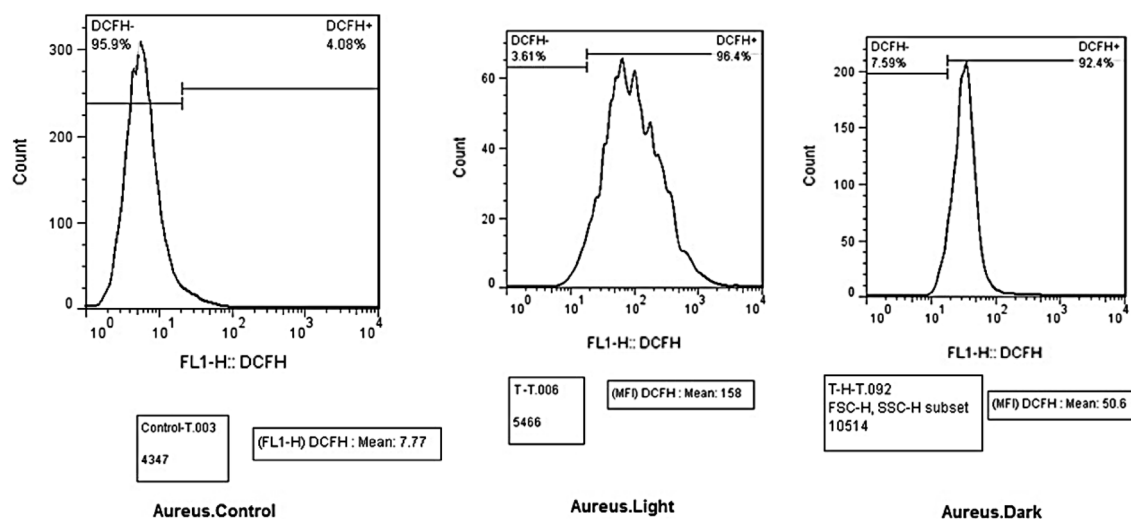 DCFH-
95.9%
DCFH+
4.08%
300
200
100
0
Count
10^0 10^1 10^2 10^3 10^4
FL1-H:: DCFH
Control-T.003
4347
(FL1-H) DCFH : Mean: 7.77
Aureus.Control
DCFH-
3.61%
DCFH+
96.4%
60
40
20
0
Count
10^0 10^1 10^2 10^3 10^4
FL1-H:: DCFH
T -T.006
5466
(MFI) DCFH : Mean: 158
Aureus.Light
DCFH-
7.59%
DCFH+
92.4%
200
150
100
50
0
Count
10^0 10^1 10^2 10^3 10^4
FL1-H:: DCFH
T-H-T.092
FSC-H, SSC-H subset
10514
(MFI) DCFH : Mean: 50.6
Aureus.Dark